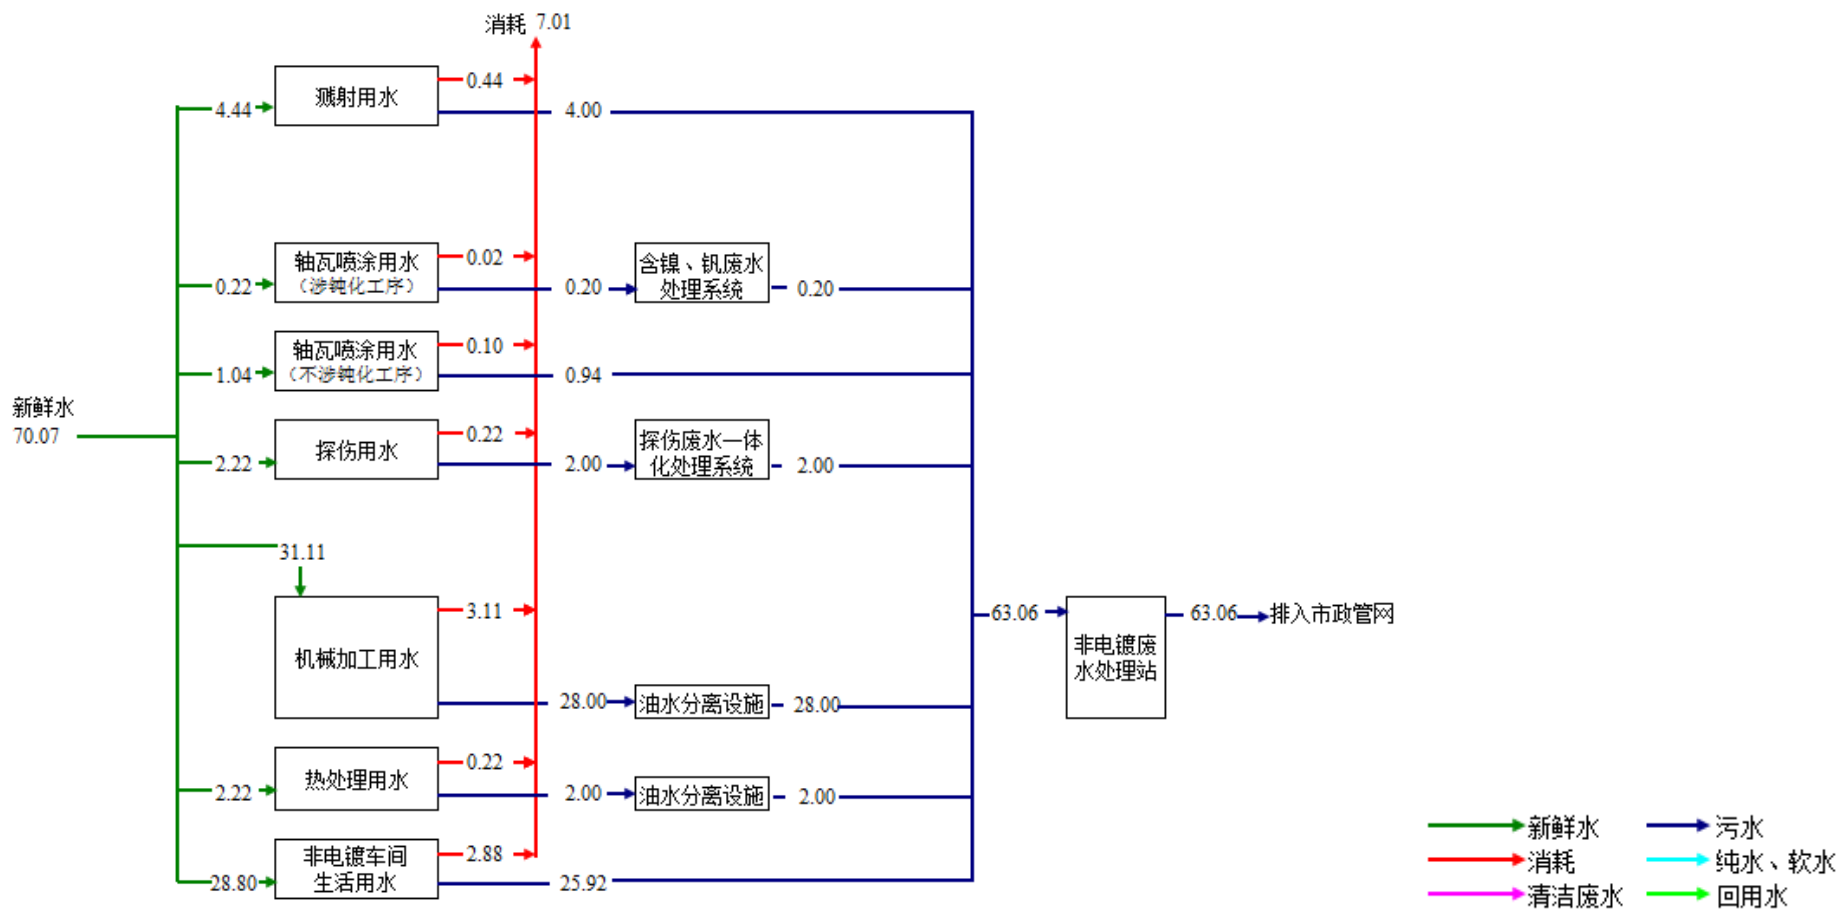 消耗 7.01
0.44
溅射用水
4.44
4.00
轴瓦喷涂用水
（涉钝化工序）
0.02
0.22
0.20
含镍、钒废水
处理系统
0.20
轴瓦喷涂用水
（不涉钝化工序）
0.10
1.04
0.94
新鲜水
70.07
探伤用水
0.22
2.22
2.00
探伤废水一体
化处理系统
2.00
31.11
机械加工用水
3.11
28.00
油水分离设施
28.00
63.06
非电镀废
水处理站
63.06
排入市政管网
热处理用水
0.22
2.22
2.00
油水分离设施
2.00
非电镀车间
生活用水
2.88
28.80
25.92
新鲜水
污水
消耗
纯水、软水
清洁废水
回用水